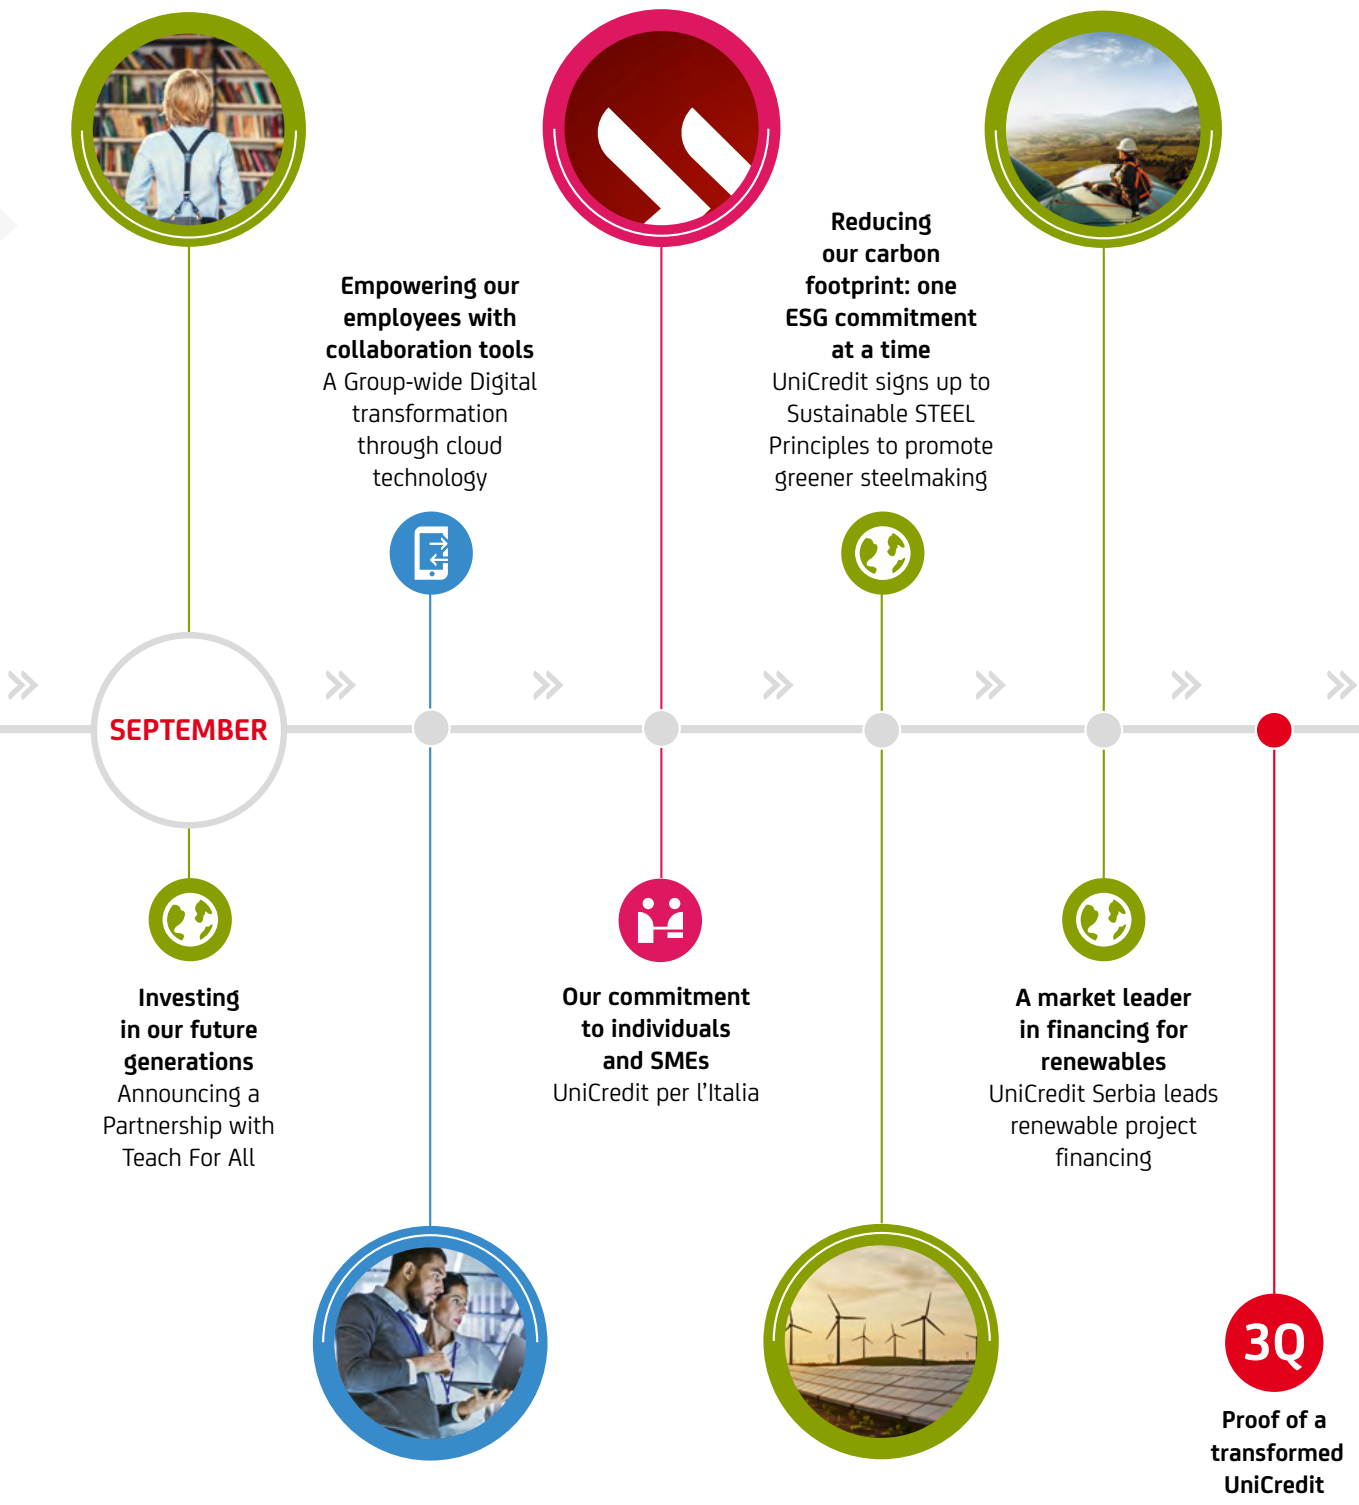 SEPTEMBER
Investing
in our future
generations
Announcing a
Partnership with
Teach For All
Empowering our
employees with
collaboration tools
A Group-wide Digital
transformation
through cloud
technology
Our commitment
to individuals
and SMEs
UniCredit per l’Italia
Reducing
our carbon
footprint: one
ESG commitment
at a time
UniCredit signs up to
Sustainable STEEL
Principles to promote
greener steelmaking
A market leader
in financing for
renewables
UniCredit Serbia leads
renewable project
financing
3Q
Proof of a
transformed
UniCredit